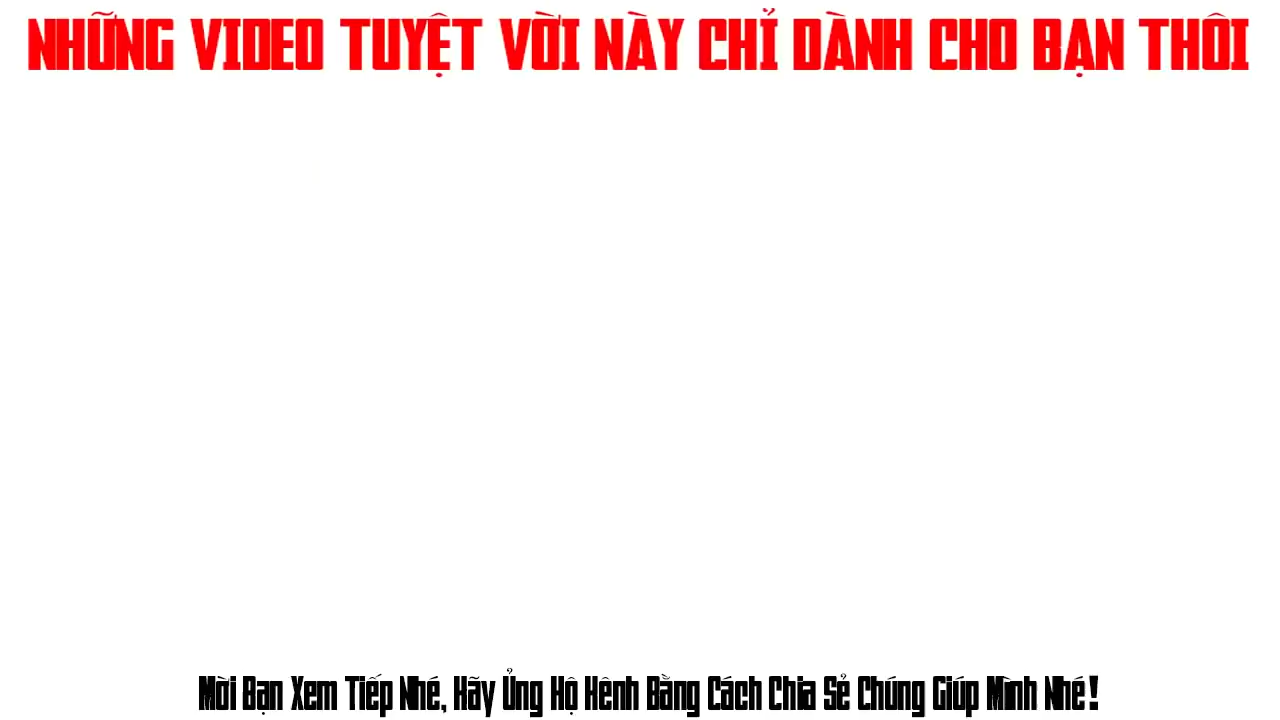 NHỮNG VIDEO TUYỆT VỜI NÀY CHỈ DÀNH CHO BẠN THÔI
Mời Bạn Xem Tiếp Nhé, Hãy Ủng Hộ Kênh Bằng Cách Chia Sẻ Chúng Giúp Mình Nhé!